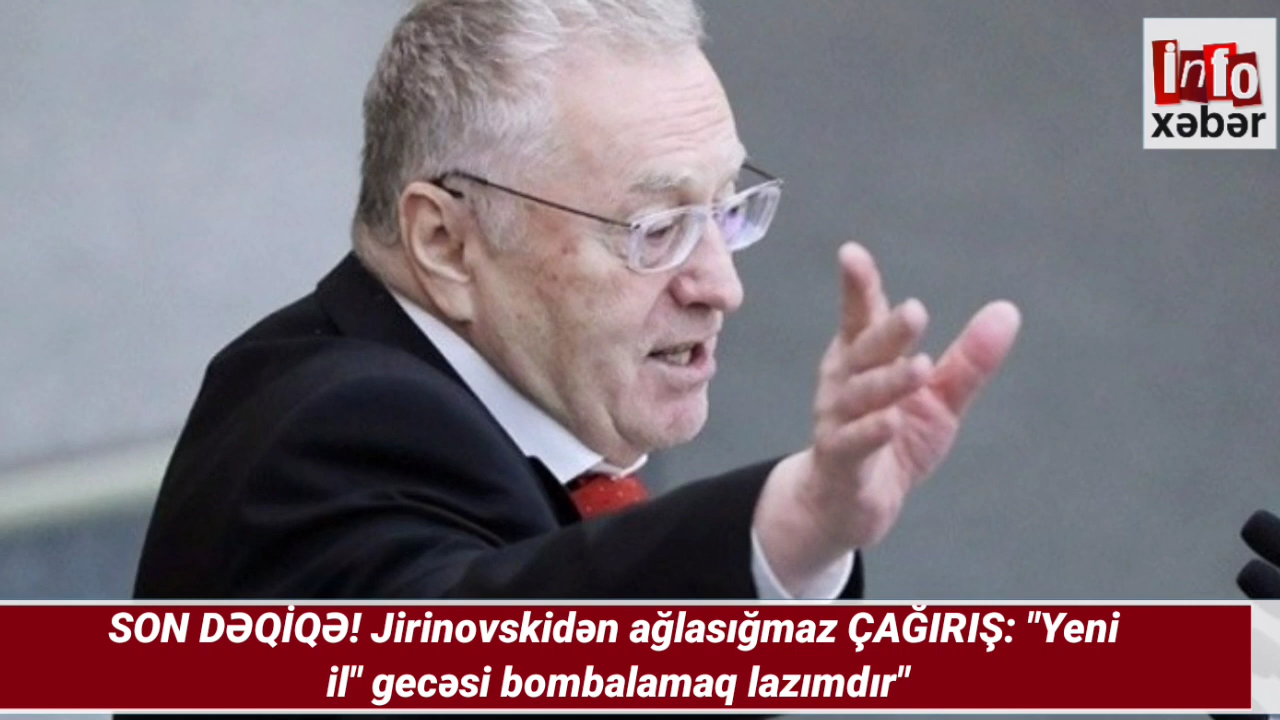 info
xəbər
SON DƏQİQƏ! Jirinovskidən ağlasığmaz ÇAĞIRIŞ: "Yeni
il" gecəsi bombalamaq lazımdır"